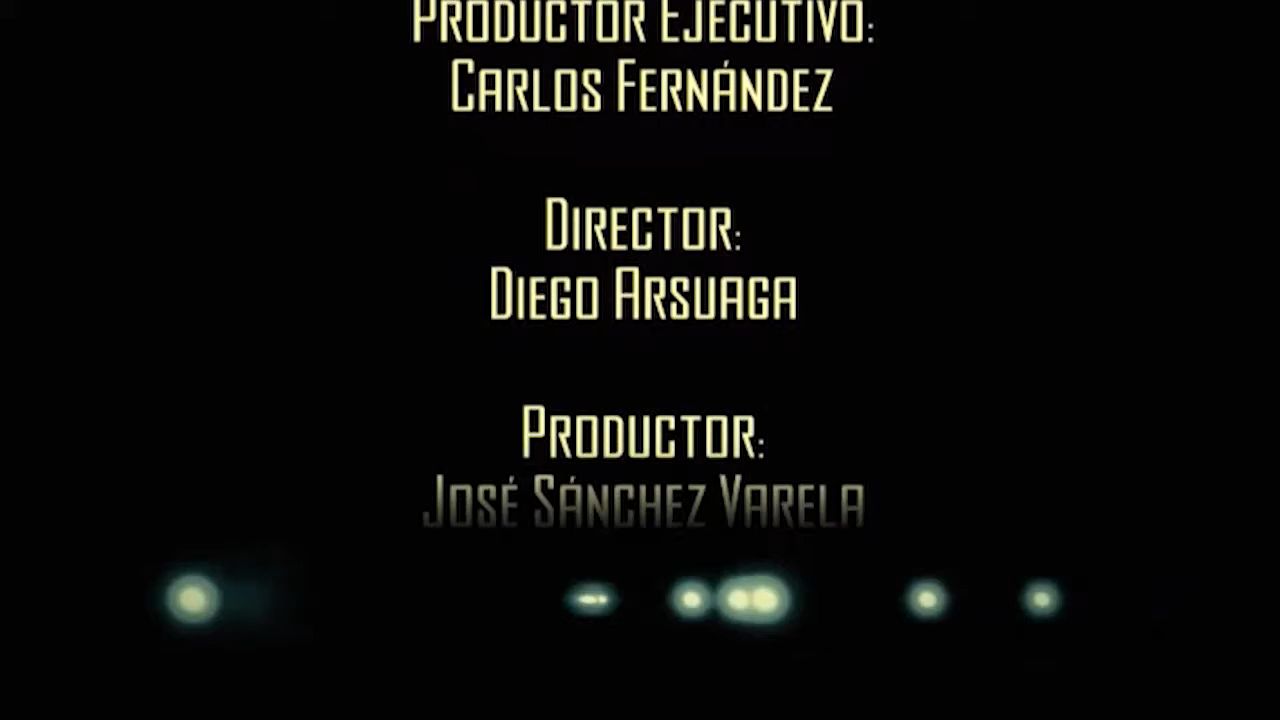 PRODUCTOR EJECUTIVO:
CARLOS FERNÁNDEZ
DIRECTOR:
DIEGO ARSUAGA
PRODUCTOR:
JOSÉ SÁNCHEZ VARELA